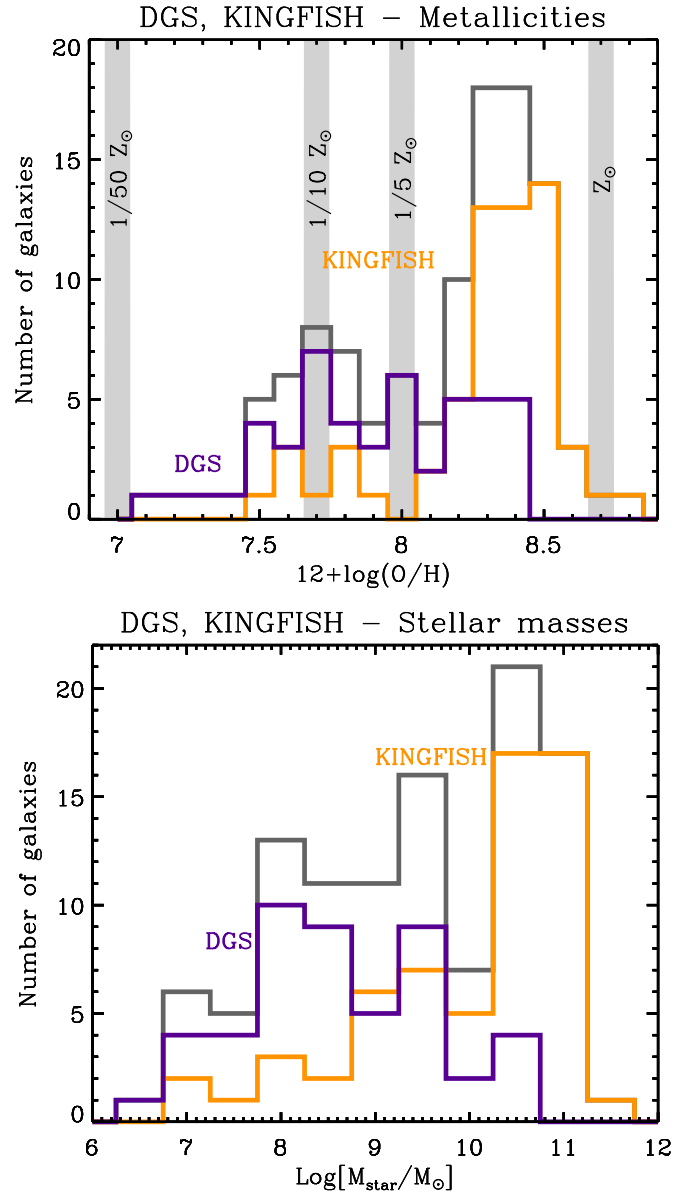 DGS, KINGFISH – Metallicities
20
15
10
5
0
Number of galaxies
1/50 Z☉
1/10 Z☉
1/5 Z☉
Z☉
KINGFISH
DGS
7
7.5
8
8.5
12+log(O/H)
DGS, KINGFISH – Stellar masses
20
15
10
5
0
Number of galaxies
KINGFISH
DGS
6
7
8
9
10
11
12
Log[Mstar/M☉]